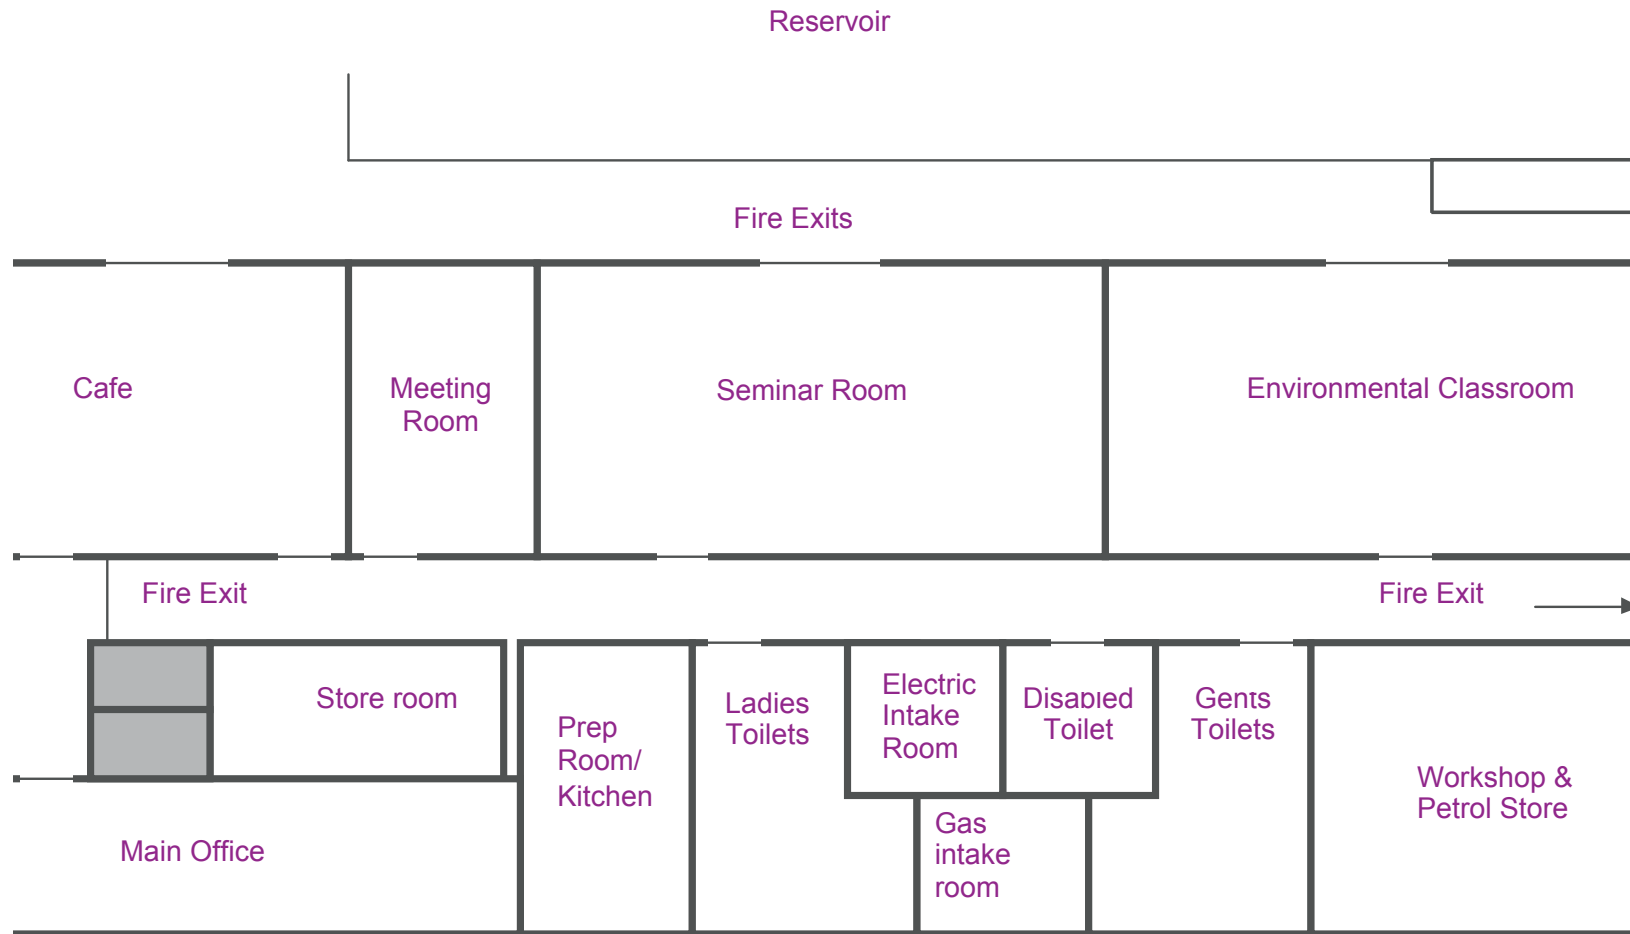 Reservoir
Fire Exits
Cafe
Meeting
Room
Seminar Room
Environmental Classroom
Fire Exit
Fire Exit
Store room
Prep
Room/
Kitchen
Ladies
Toilets
Electric
Intake
Room
Disabled
Toilet
Gents
Toilets
Workshop &
Petrol Store
Main Office
Gas
intake
room